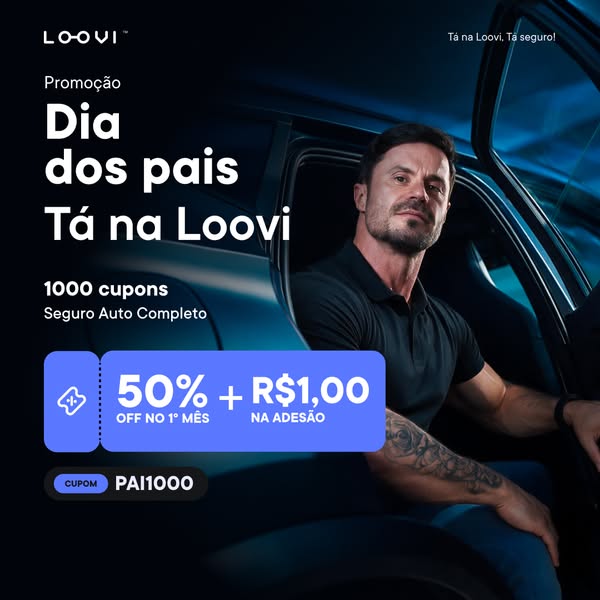 LOOVI™
Tá na Loovi, Tá seguro!
Promoção
Dia
dos pais
Tá na Loovi
1000 cupons
Seguro Auto Completo
50% + R$1,00
OFF NO 1º MÊS NA ADESÃO
CUPOM PAI1000